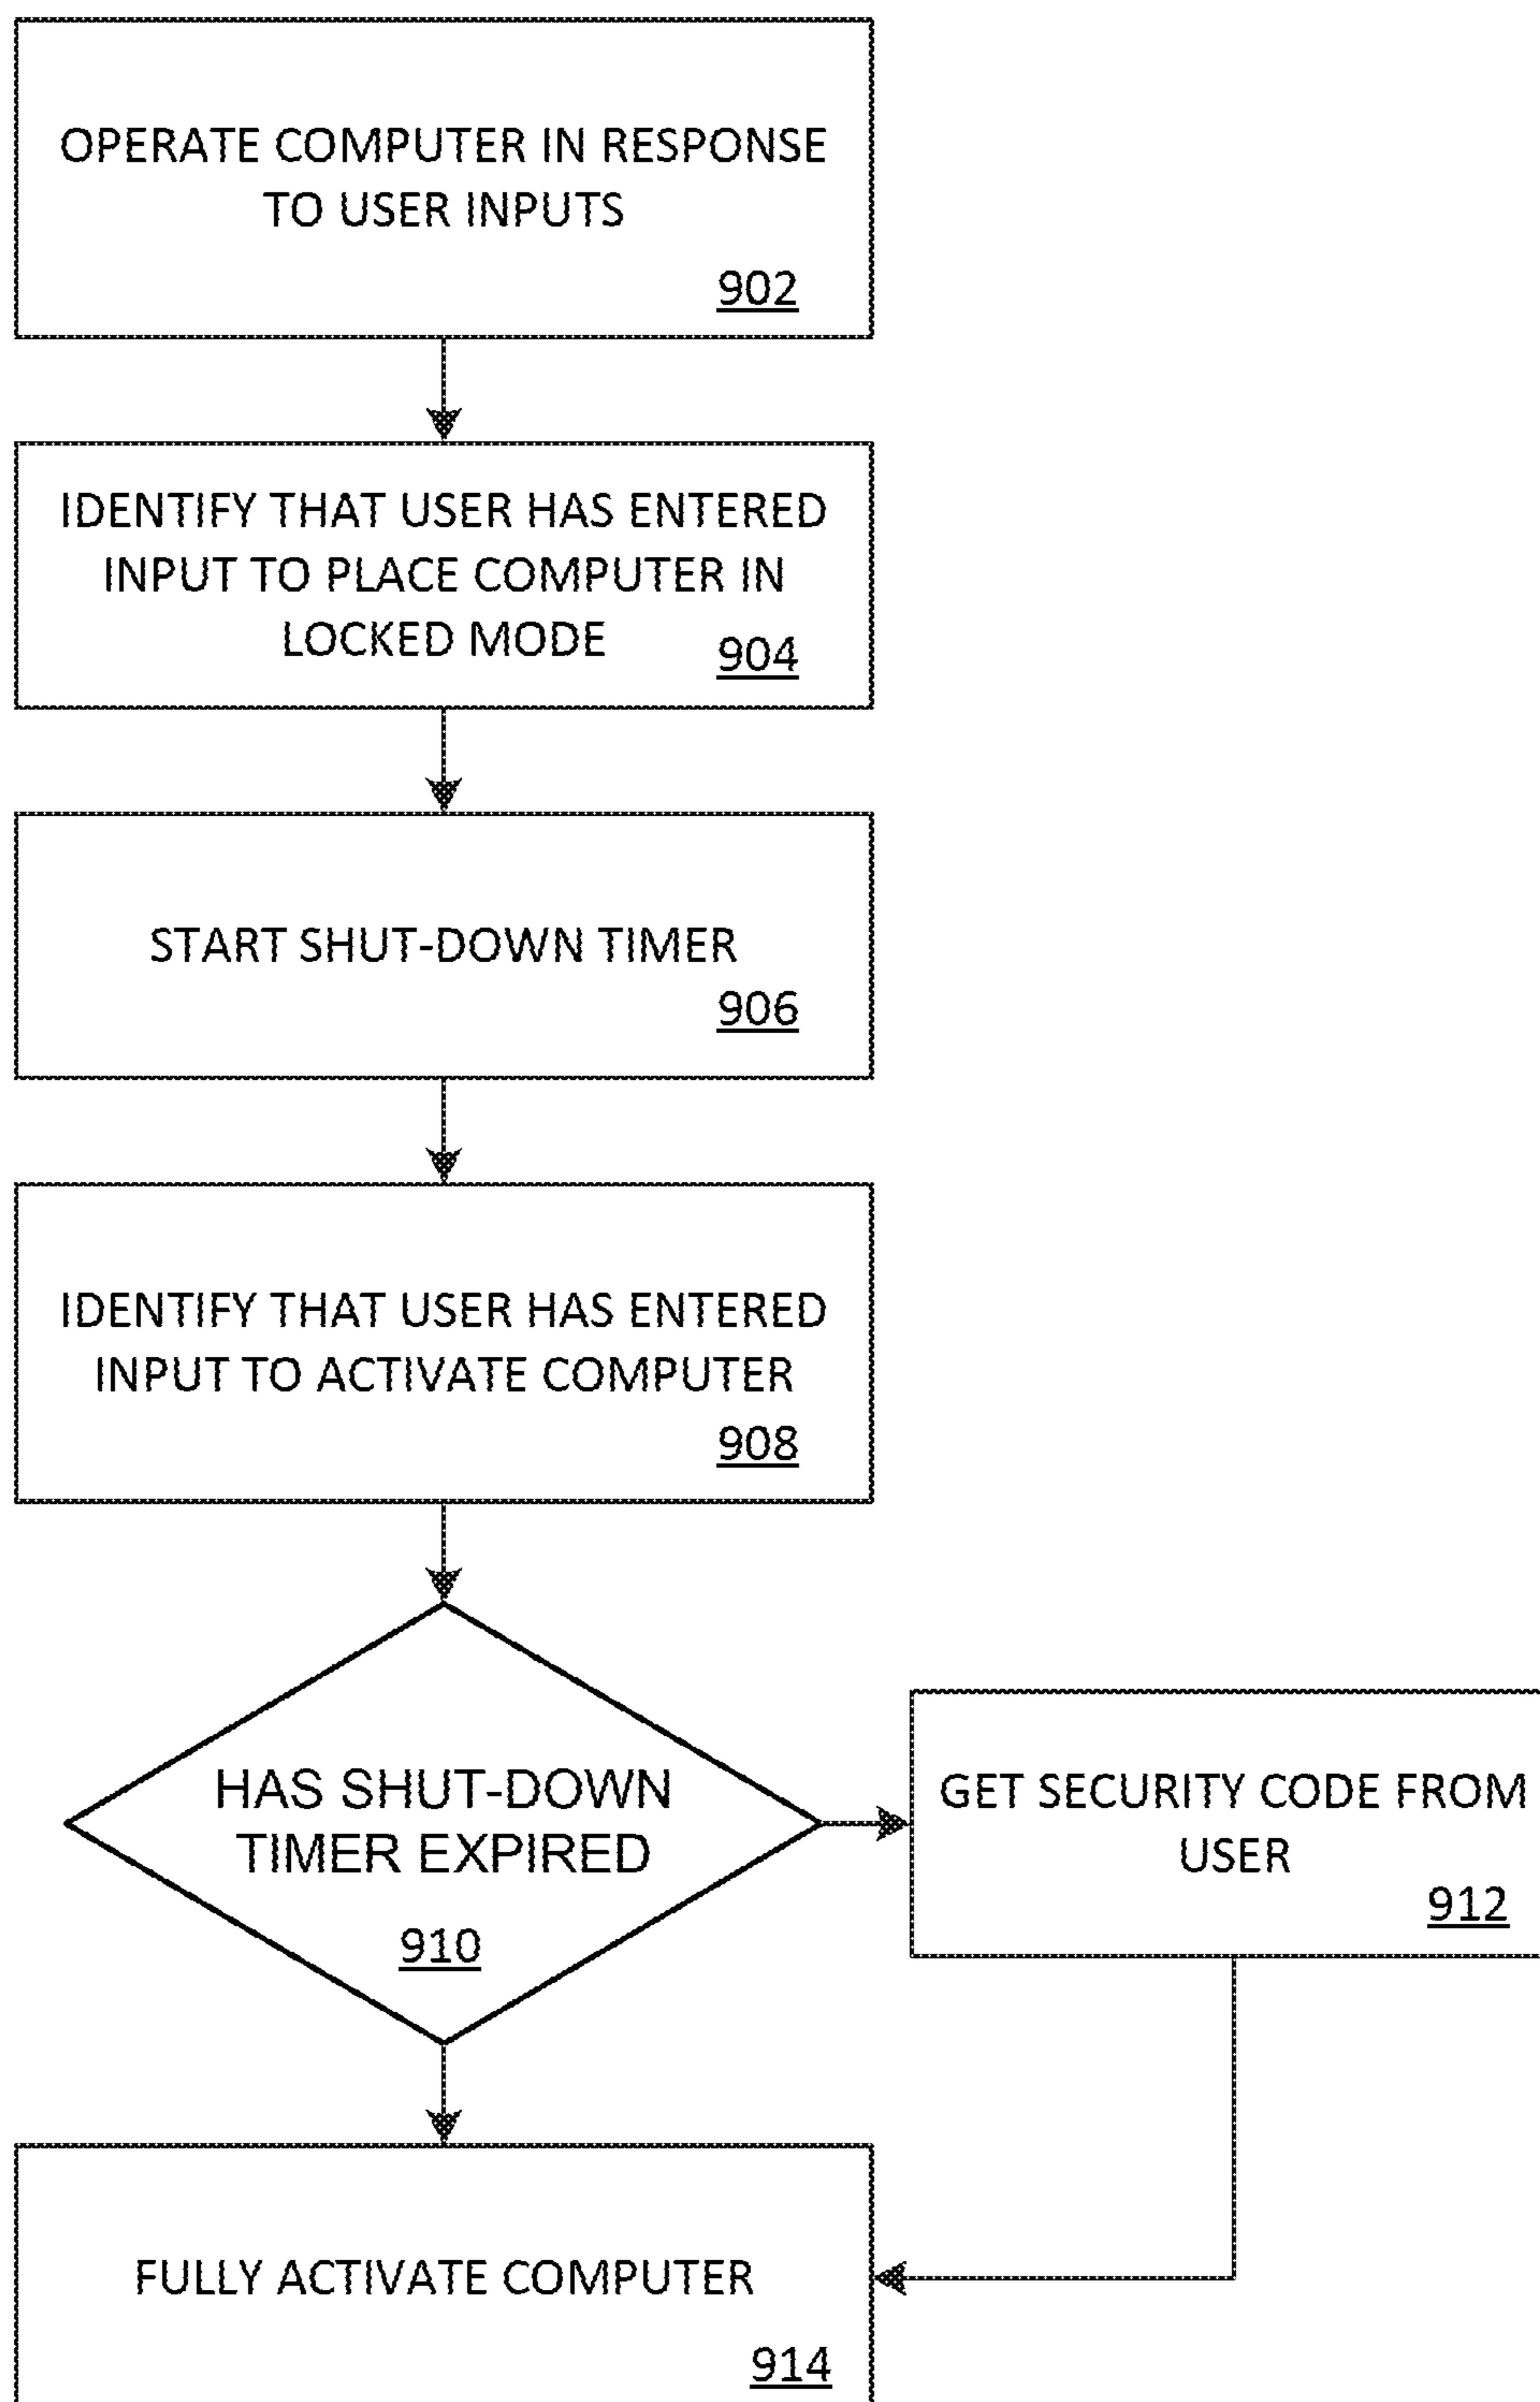 OPERATE COMPUTER IN RESPONSE
TO USER INPUTS
902
IDENTIFY THAT USER HAS ENTERED
INPUT TO PLACE COMPUTER IN
LOCKED MODE
904
START SHUT-DOWN TIMER
906
IDENTIFY THAT USER HAS ENTERED
INPUT TO ACTIVATE COMPUTER
908
HAS SHUT-DOWN
TIMER EXPIRED
910
GET SECURITY CODE FROM
USER
912
FULLY ACTIVATE COMPUTER
914